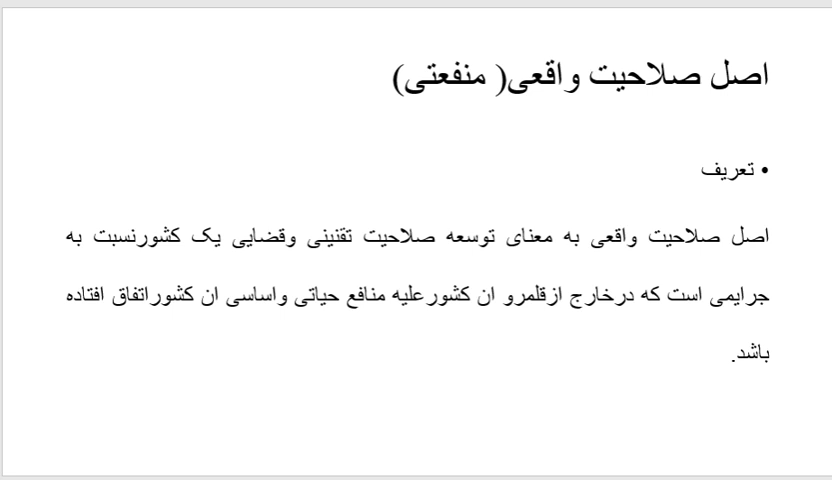 اصل صلاحیت واقعی( منفعتی)
• تعریف
اصل صلاحیت واقعی به معنای توسعه صلاحیت تقنینی وقضایی یک کشورنسبت به
جرایمی است که درخارج ازقلمرو ان کشورعلیه منافع حیاتی واساسی ان کشوراتفاق افتاده
باشد.